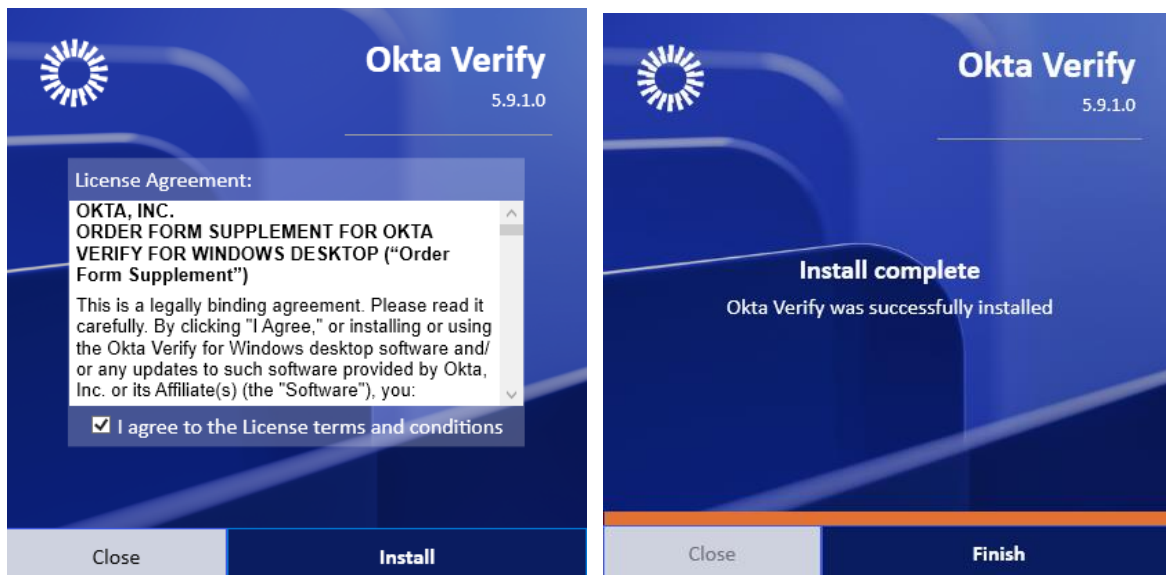 Okta Verify
5.9.1.0
License Agreement:
OKTA, INC.
ORDER FORM SUPPLEMENT FOR OKTA
VERIFY FOR WINDOWS DESKTOP (“Order
Form Supplement”)
This is a legally binding agreement. Please read it
carefully. By clicking "I Agree," or installing or using
the Okta Verify for Windows desktop software and/
or any updates to such software provided by Okta,
Inc. or its Affiliate(s) (the "Software"), you:
I agree to the License terms and conditions
Close
Install
Okta Verify
5.9.1.0
Install complete
Okta Verify was successfully installed
Close
Finish